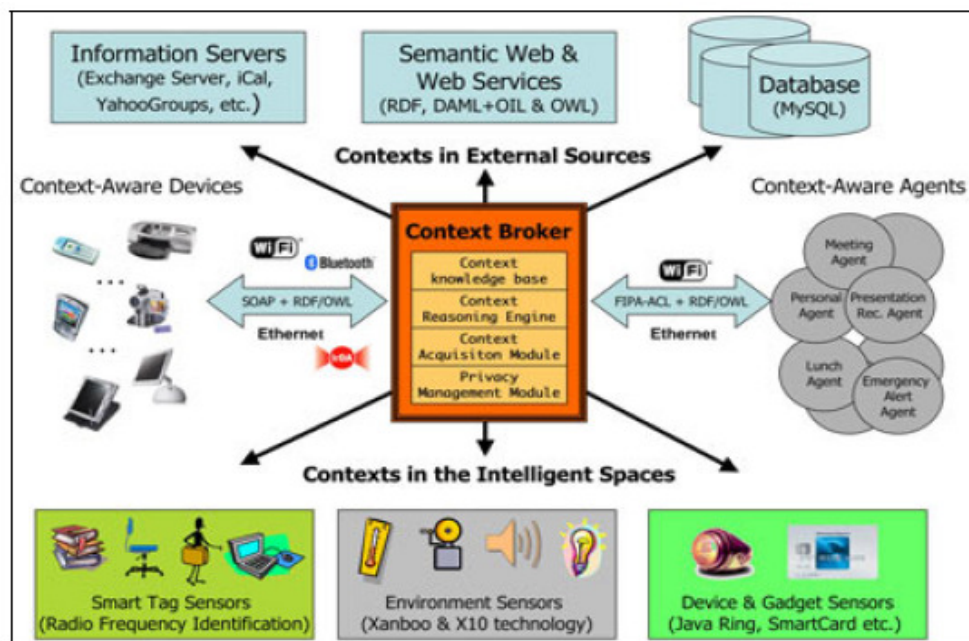 Information Servers
(Exchange Server, iCal,
YahooGroups, etc.)
Semantic Web &
Web Services
(RDF, DAML+OIL & OWL)
Database
(MySQL)
Contexts in External Sources
Context-Aware Devices
Context-Aware Agents
Context Broker
Context
knowledge base
Context
Reasoning Engine
Context
Acquisiton Module
Privacy
Management Module
WiFi
Bluetooth
SOAP + RDF/OWL
Ethernet
IrDA
WiFi
FIPA-ACL + RDF/OWL
Ethernet
Meeting
Agent
Personal
Agent
Presentation
Rec. Agent
Lunch
Agent
Emergency
Alert
Agent
Contexts in the Intelligent Spaces
Smart Tag Sensors
(Radio Frequency Identification)
Environment Sensors
(Xanboo & X10 technology)
Device & Gadget Sensors
(Java Ring, SmartCard etc.)